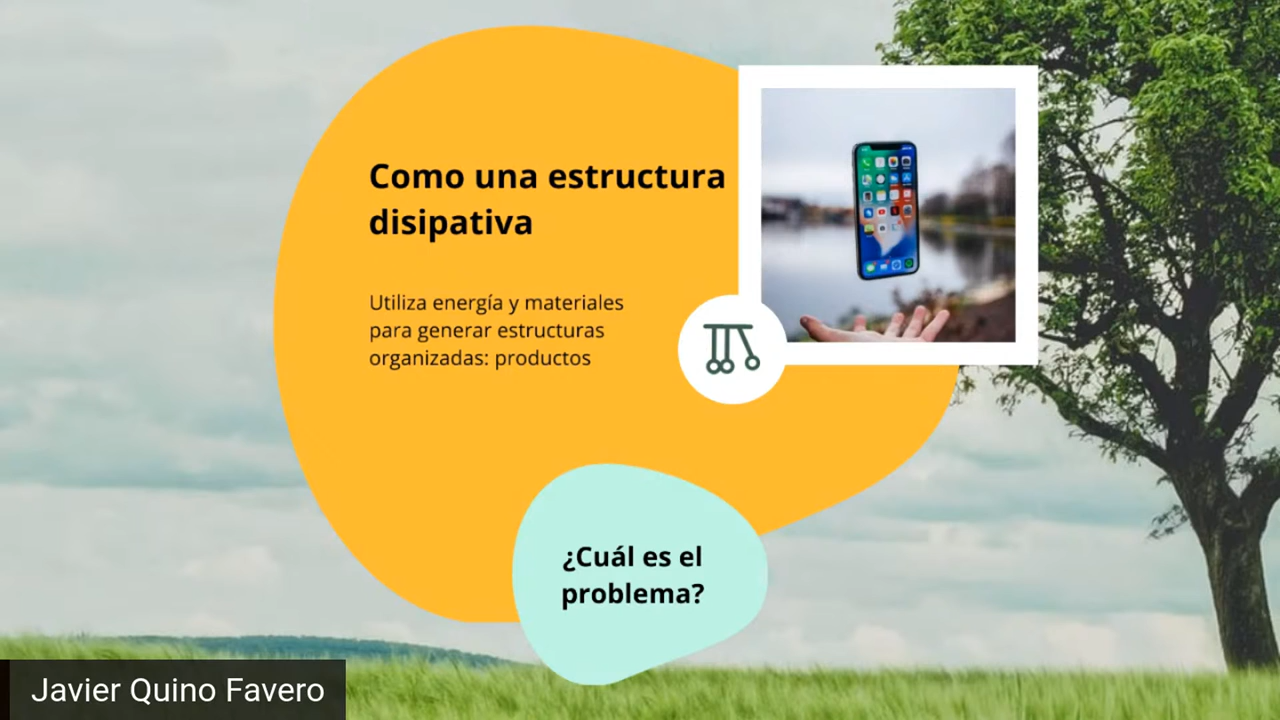 Como una estructura
disipativa
Utiliza energía y materiales
para generar estructuras
organizadas: productos
¿Cuál es el
problema?
Javier Quino Favero